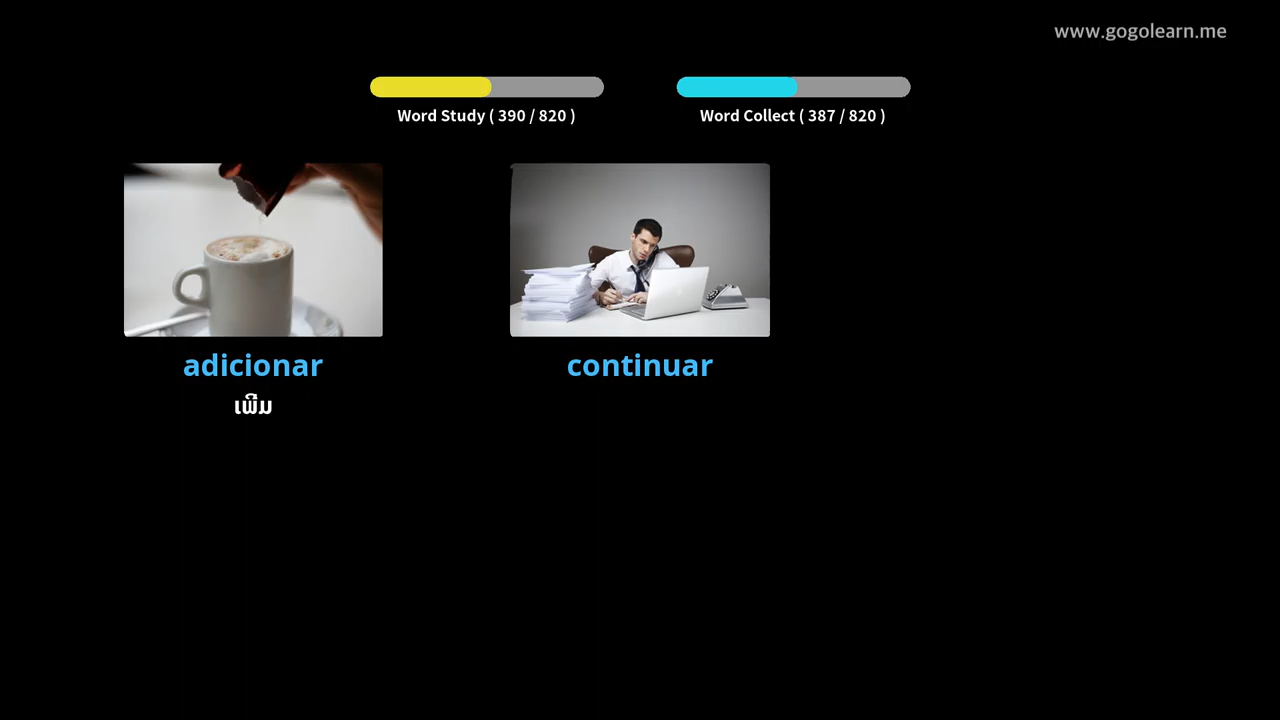 www.gogolearn.me
Word Study ( 390 / 820 )
Word Collect ( 387 / 820 )
adicionar
ເພີ່ມ
continuar